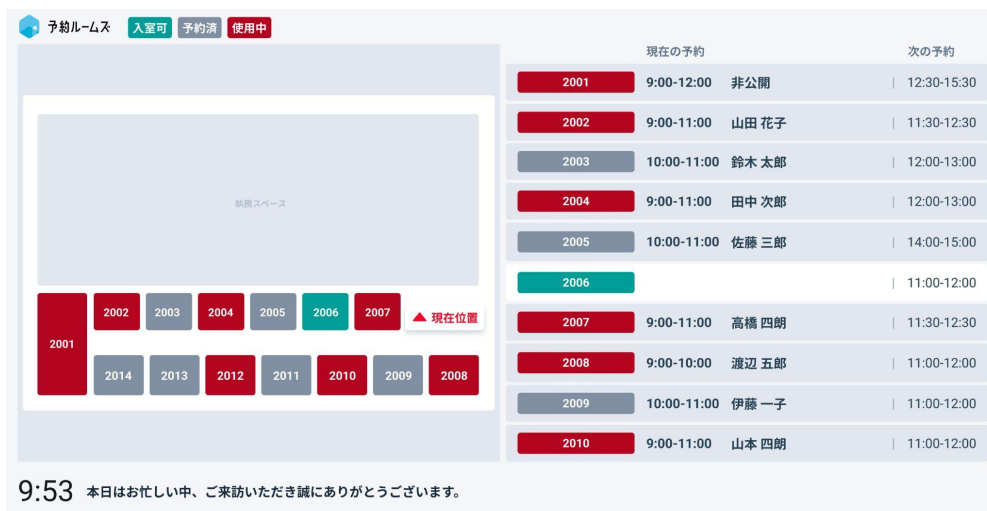 予約ルームズ 入室可 予約済 使用中
現在の予約 次の予約
2001 9:00-12:00 非公開 | 12:30-15:30
2002 9:00-11:00 山田 花子 | 11:30-12:30
2003 10:00-11:00 鈴木 太郎 | 12:00-13:00
2004 9:00-11:00 田中 次郎 | 12:00-13:00
2005 10:00-11:00 佐藤 三郎 | 14:00-15:00
2006 | 11:00-12:00
2007 9:00-11:00 高橋 四朗 | 11:30-12:30
2008 9:00-10:00 渡辺 五郎 | 11:00-12:00
2009 10:00-11:00 伊藤 一子 | 11:00-12:00
2010 9:00-11:00 山本 四朗 | 11:00-12:00
執務スペース
2002 2003 2004 2005 2006 2007 ▲ 現在位置
2001
2014 2013 2012 2011 2010 2009 2008
9:53 本日はお忙しい中、ご来訪いただき誠にありがとうございます。